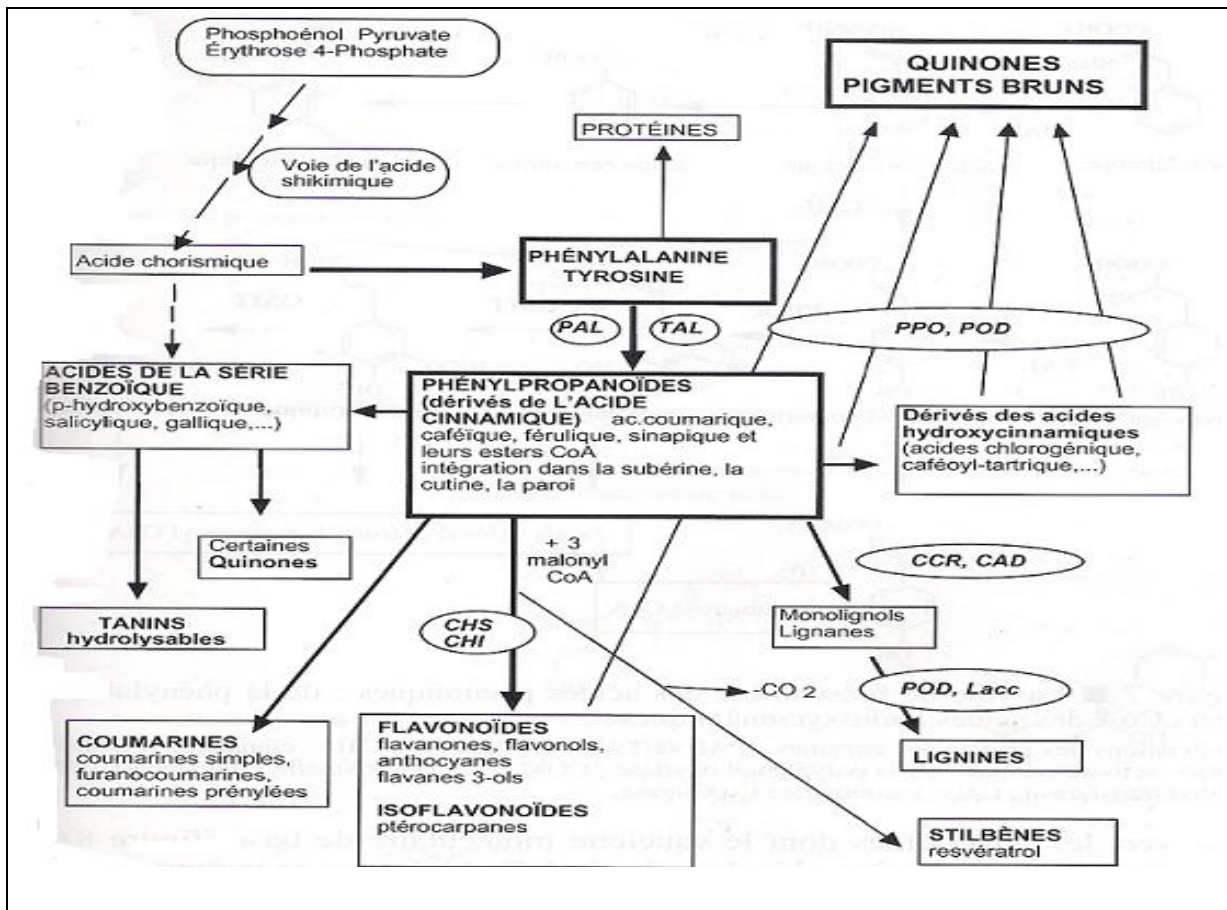 Phosphoénol Pyruvate
Érythrose 4-Phosphate
QUINONES
PIGMENTS BRUNS
PROTÉINES
Voie de l'acide
shikimique
Acide chorismique
PHÉNYLALANINE
TYROSINE
PAL
TAL
PPO, POD
ACIDES DE LA SÉRIE
BENZOÏQUE
(p-hydroxybenzoïque,
salicylique, gallique,...)
PHÉNYLPROPANOÏDES
(dérivés de L'ACIDE
CINNAMIQUE) ac.coumarique,
caféïque, férulique, sinapique et
leurs esters CoA
intégration dans la subérine, la
cutine, la paroi
Dérivés des acides
hydroxycinnamiques
(acides chlorogénique,
caféoyl-tartrique,...)
Certaines
Quinones
+ 3
malonyl
CoA
CCR, CAD
TANINS
hydrolysables
CHS
CHI
Monolignols
Lignanes
CO 2
POD, Lacc
COUMARINES
coumarines simples,
furanocoumarines,
coumarines prénylées
FLAVONOÏDES
flavanones, flavonols,
anthocyanes
flavanes 3-ols
ISOFLAVONOÏDES
ptérocarpanes
LIGNINES
STILBÈNES
resvératrol